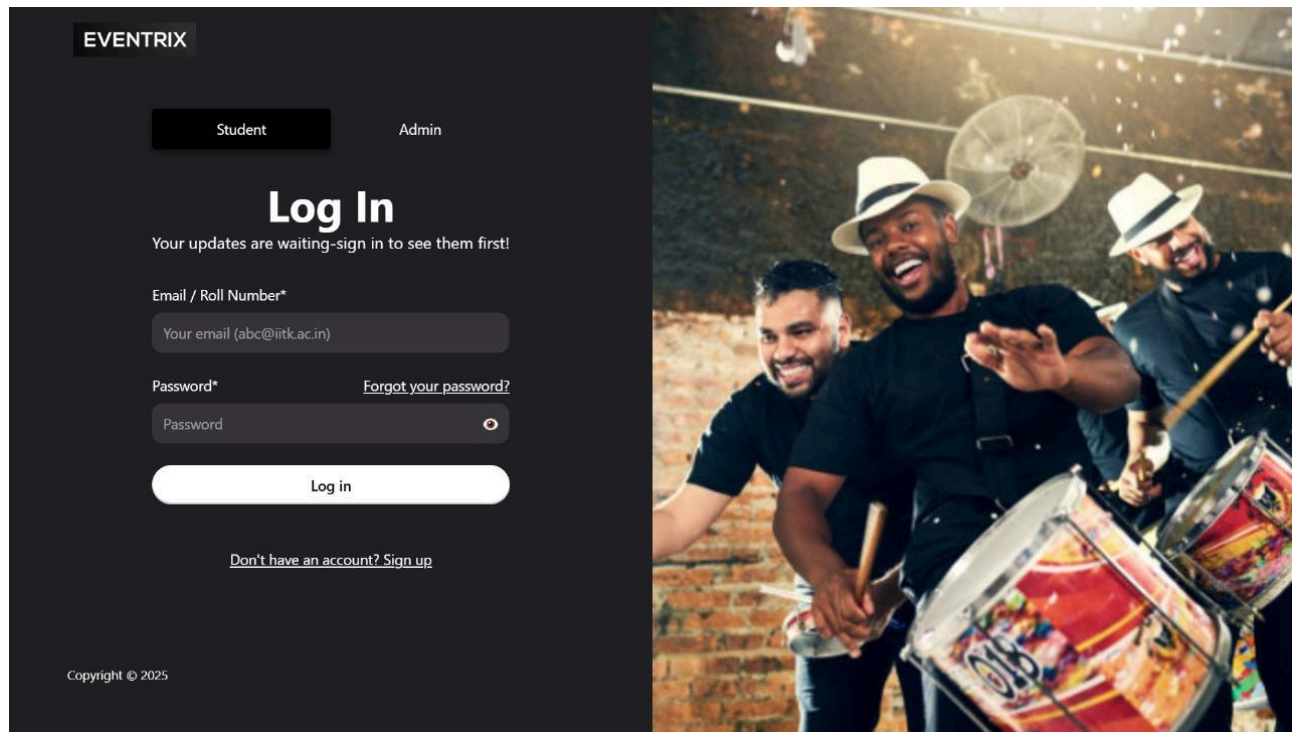 EVENTRIX
Student Admin
Log In
Your updates are waiting-sign in to see them first!
Email / Roll Number*
Your email (abc@iitk.ac.in)
Password* Forgot your password?
Password
Log in
Don't have an account? Sign up
Copyright © 2025